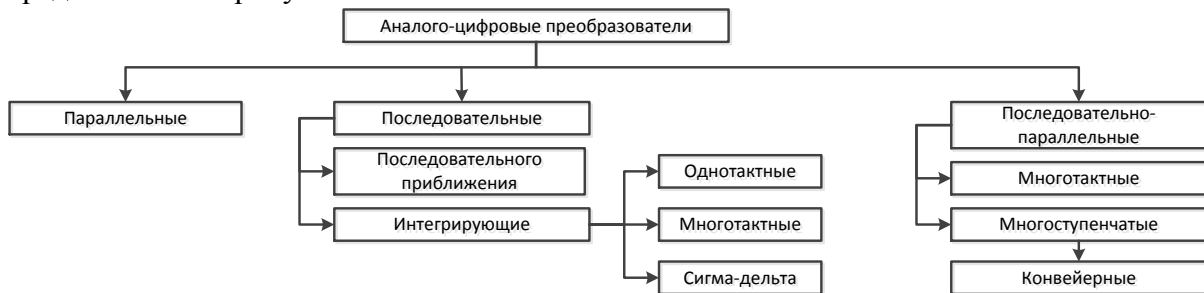 Аналого-цифровые преобразователи
Параллельные
Последовательные
Последовательно-
параллельные
Последовательного
приближения
Однотактные
Многотактные
Интегрирующие
Многотактные
Многоступенчатые
Сигма-дельта
Конвейерные